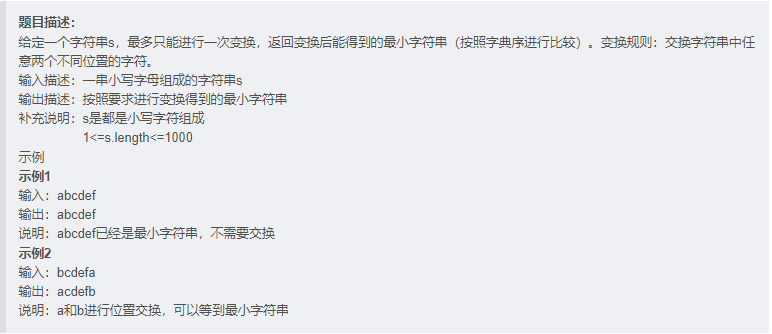 题目描述：
给定一个字符串s，最多只能进行一次变换，返回变换后能得到的最小字符串（按照字典序进行比较）。变换规则：交换字符串中任
意两个不同位置的字符。
输入描述：一串小写字母组成的字符串s
输出描述：按照要求进行变换得到的最小字符串
补充说明：s是都是小写字符组成
1<=s.length<=1000
示例
示例1
输入：abcdef
输出：abcdef
说明：abcdef已经是最小字符串，不需要交换
示例2
输入：bcdefa
输出：acdefb
说明：a和b进行位置交换，可以等到最小字符串